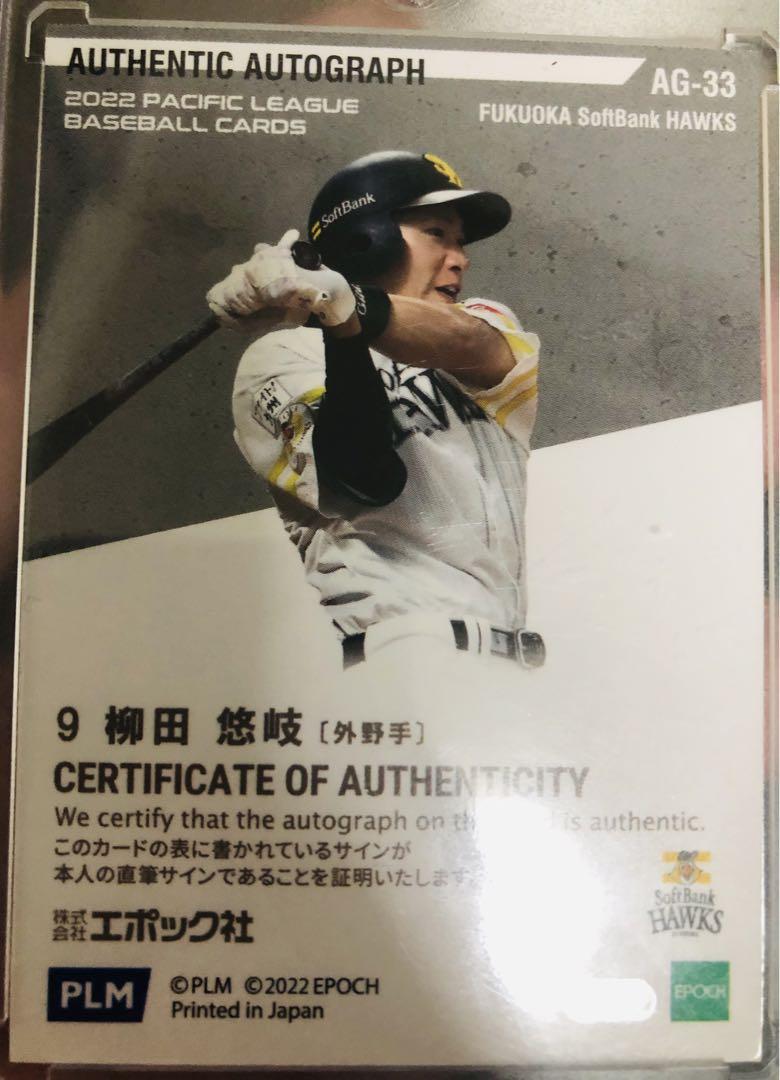 AUTHENTIC AUTOGRAPH
2022 PACIFIC LEAGUE
BASEBALL CARDS
AG-33
FUKUOKA SoftBank HAWKS
SoftBank
9 柳田 悠岐〔外野手〕
CERTIFICATE OF AUTHENTICITY
We certify that the autograph on is authentic.
このカードの表に書かれているサインが
本人の直筆サインであることを証明いたします。
株式会社エポック社
SoftBank
HAWKS
PLM
©PLM ©2022 EPOCH
Printed in Japan
EPOCH